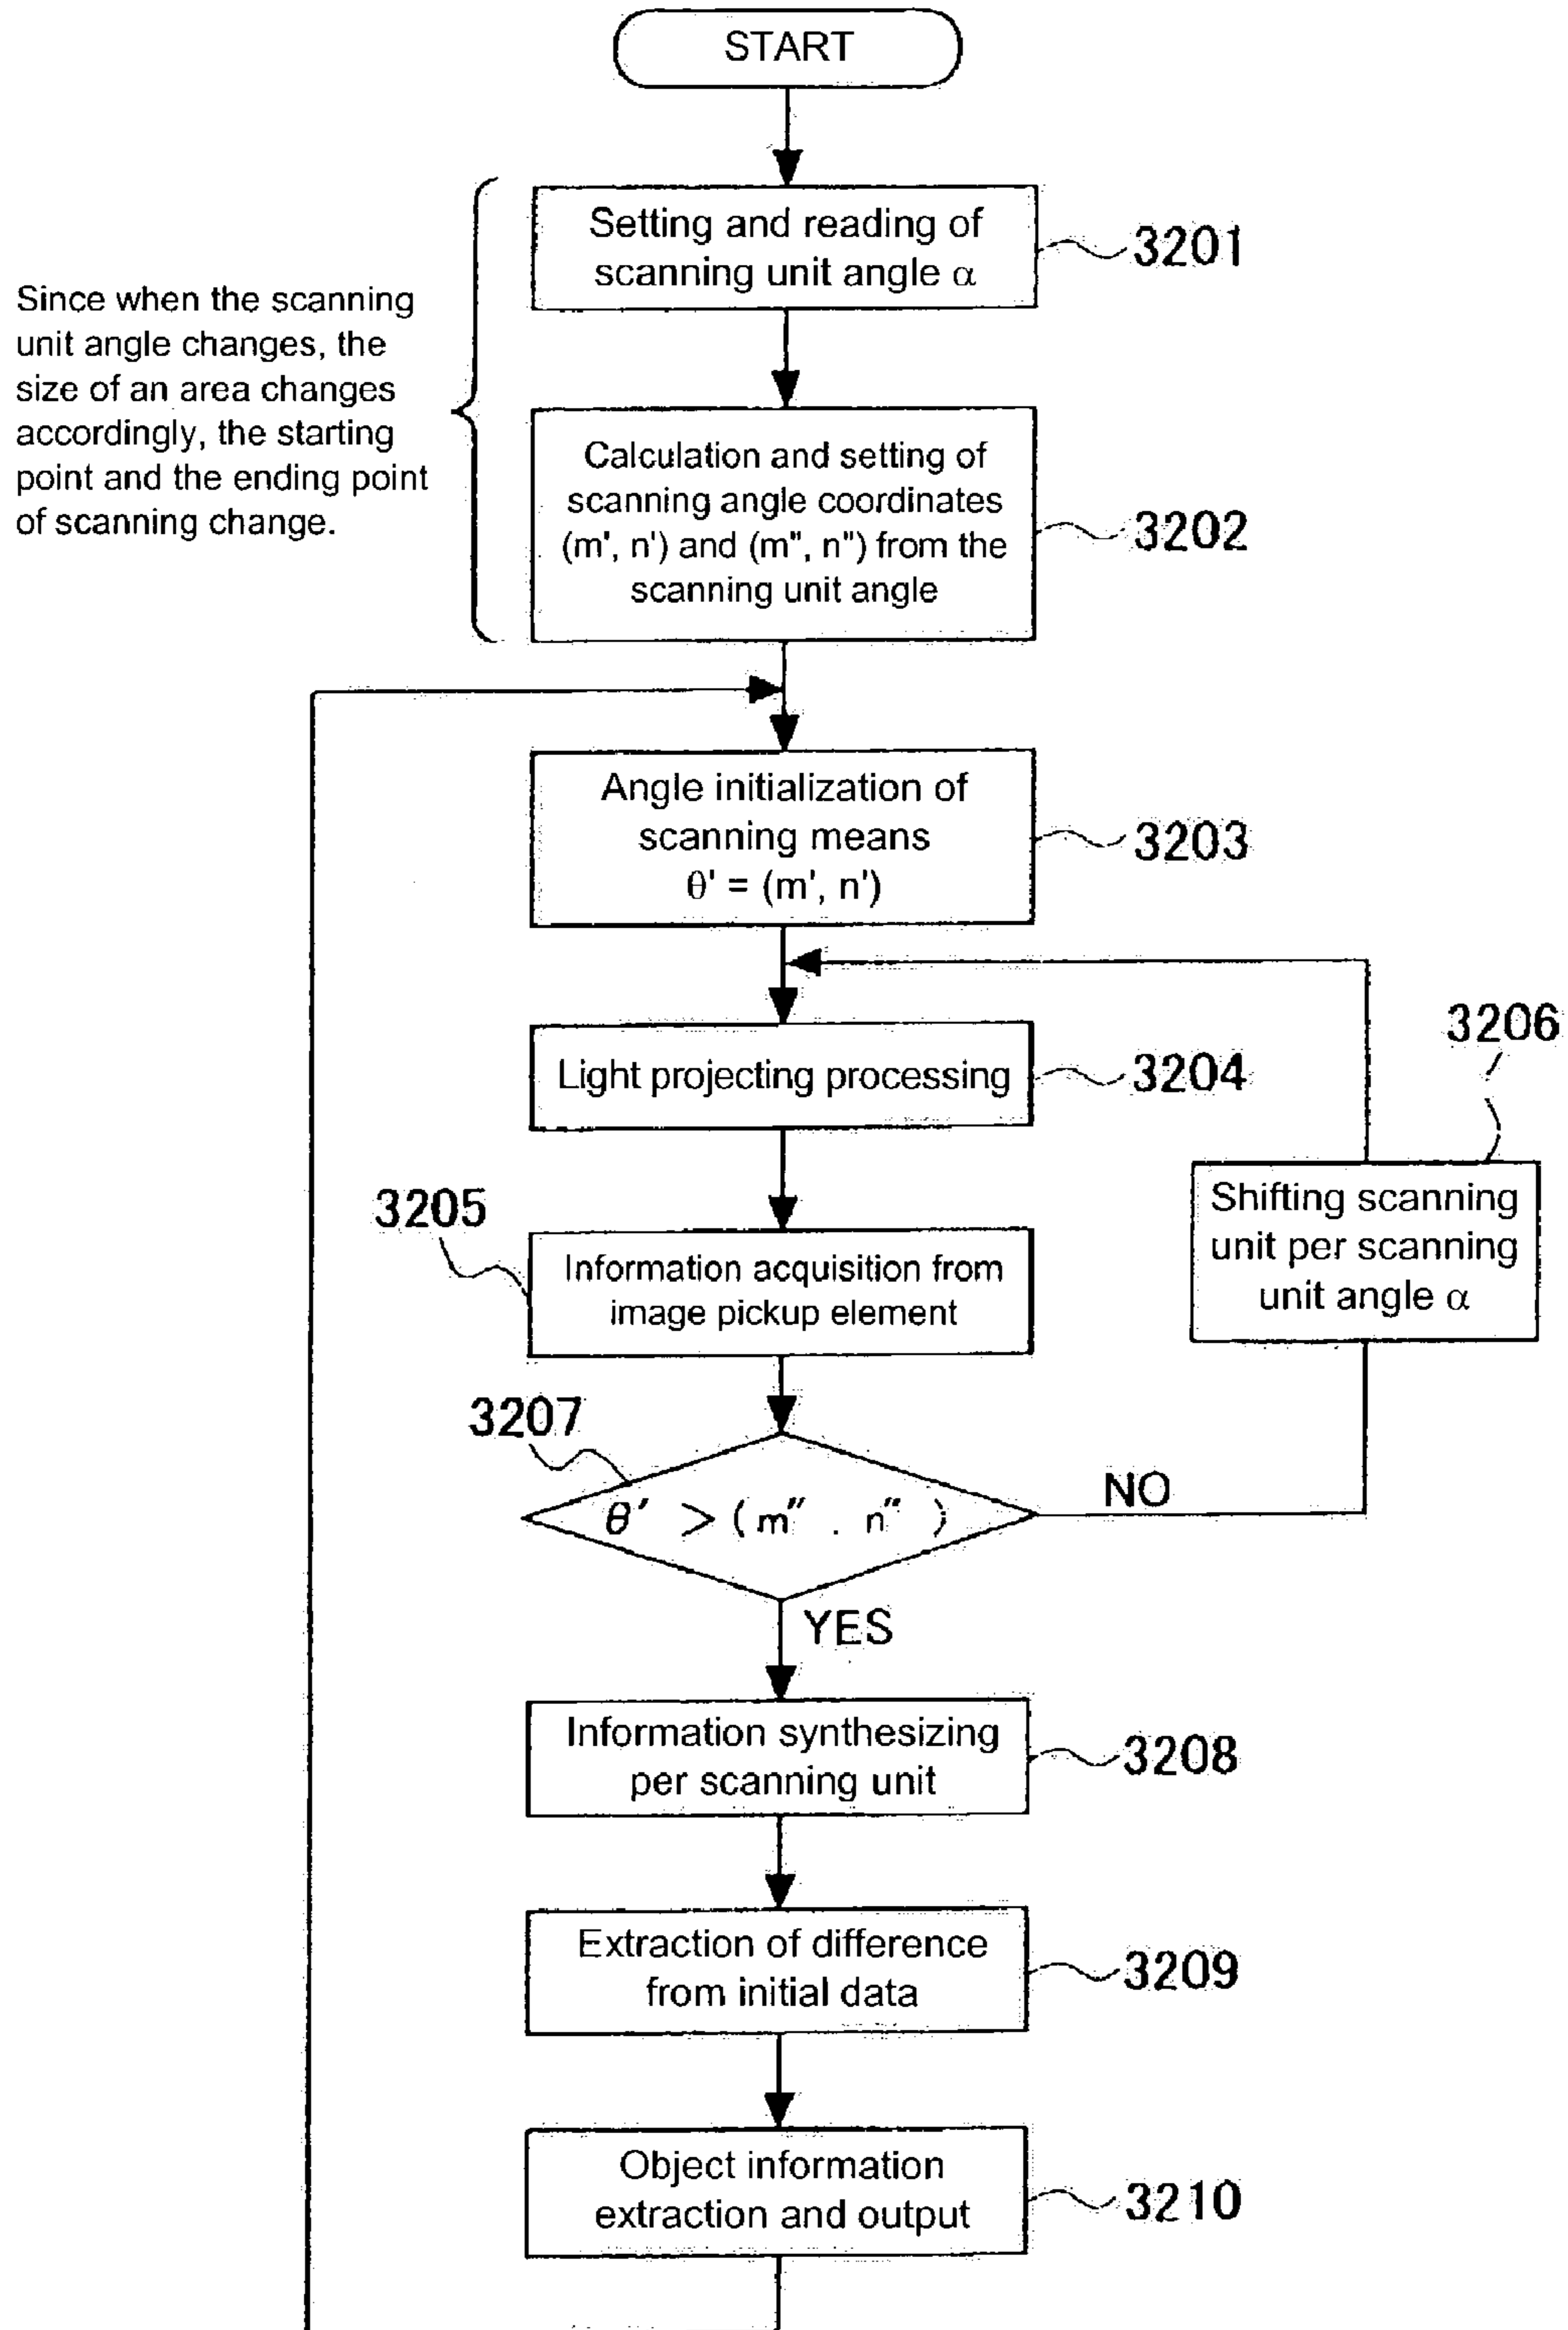 START
Setting and reading of
scanning unit angle α
3201
Since when the scanning
unit angle changes, the
size of an area changes
accordingly, the starting
point and the ending point
of scanning change.
Calculation and setting of
scanning angle coordinates
(m', n') and (m", n") from the
scanning unit angle
3202
Angle initialization of
scanning means
θ' = (m', n')
3203
Light projecting processing
3204
3206
Shifting scanning
unit per scanning
unit angle α
3205
Information acquisition from
image pickup element
3207
θ' > (m" . n" )
NO
YES
Information synthesizing
per scanning unit
3208
Extraction of difference
from initial data
3209
Object information
extraction and output
3210